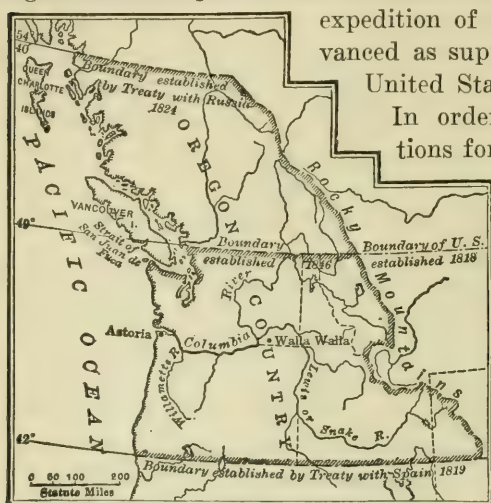 expedition of
vanced as sup
United Sta
In order
tions for
54
40
QUEEN
CHARLOTTE
ISLANDS
Boundary established
by Treaty with Russia
1824
OREGON
COUNTRY
PACIFIC OCEAN
Rocky Mountains
VANCOUVER I.
Strait of
San Juan de
Fuca
49°
Boundary
established 1846
Boundary of U. S.
established 1818
River
Astoria
Columbia
Walla Walla
Willamette R.
Lewis or
Snake R.
42°
Boundary established by Treaty with Spain 1819
0 50 100 200
Statute Miles